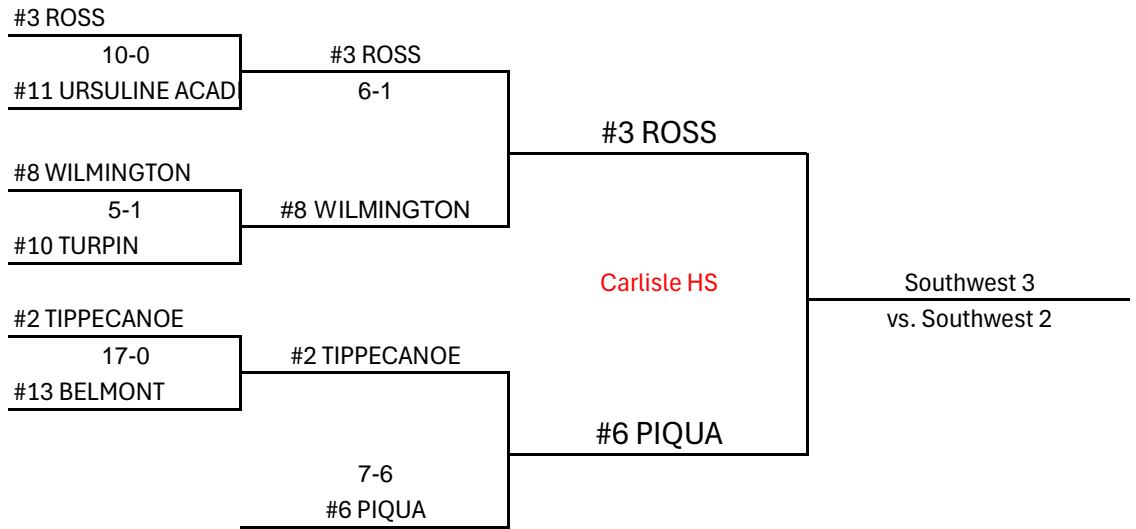 #3 ROSS
10-0
#11 URSULINE ACAD
#8 WILMINGTON
5-1
#10 TURPIN
#2 TIPPECANOE
17-0
#13 BELMONT
#3 ROSS
6-1
#8 WILMINGTON
#2 TIPPECANOE
7-6
#6 PIQUA
#3 ROSS
Carlisle HS
#6 PIQUA
Southwest 3
vs. Southwest 2